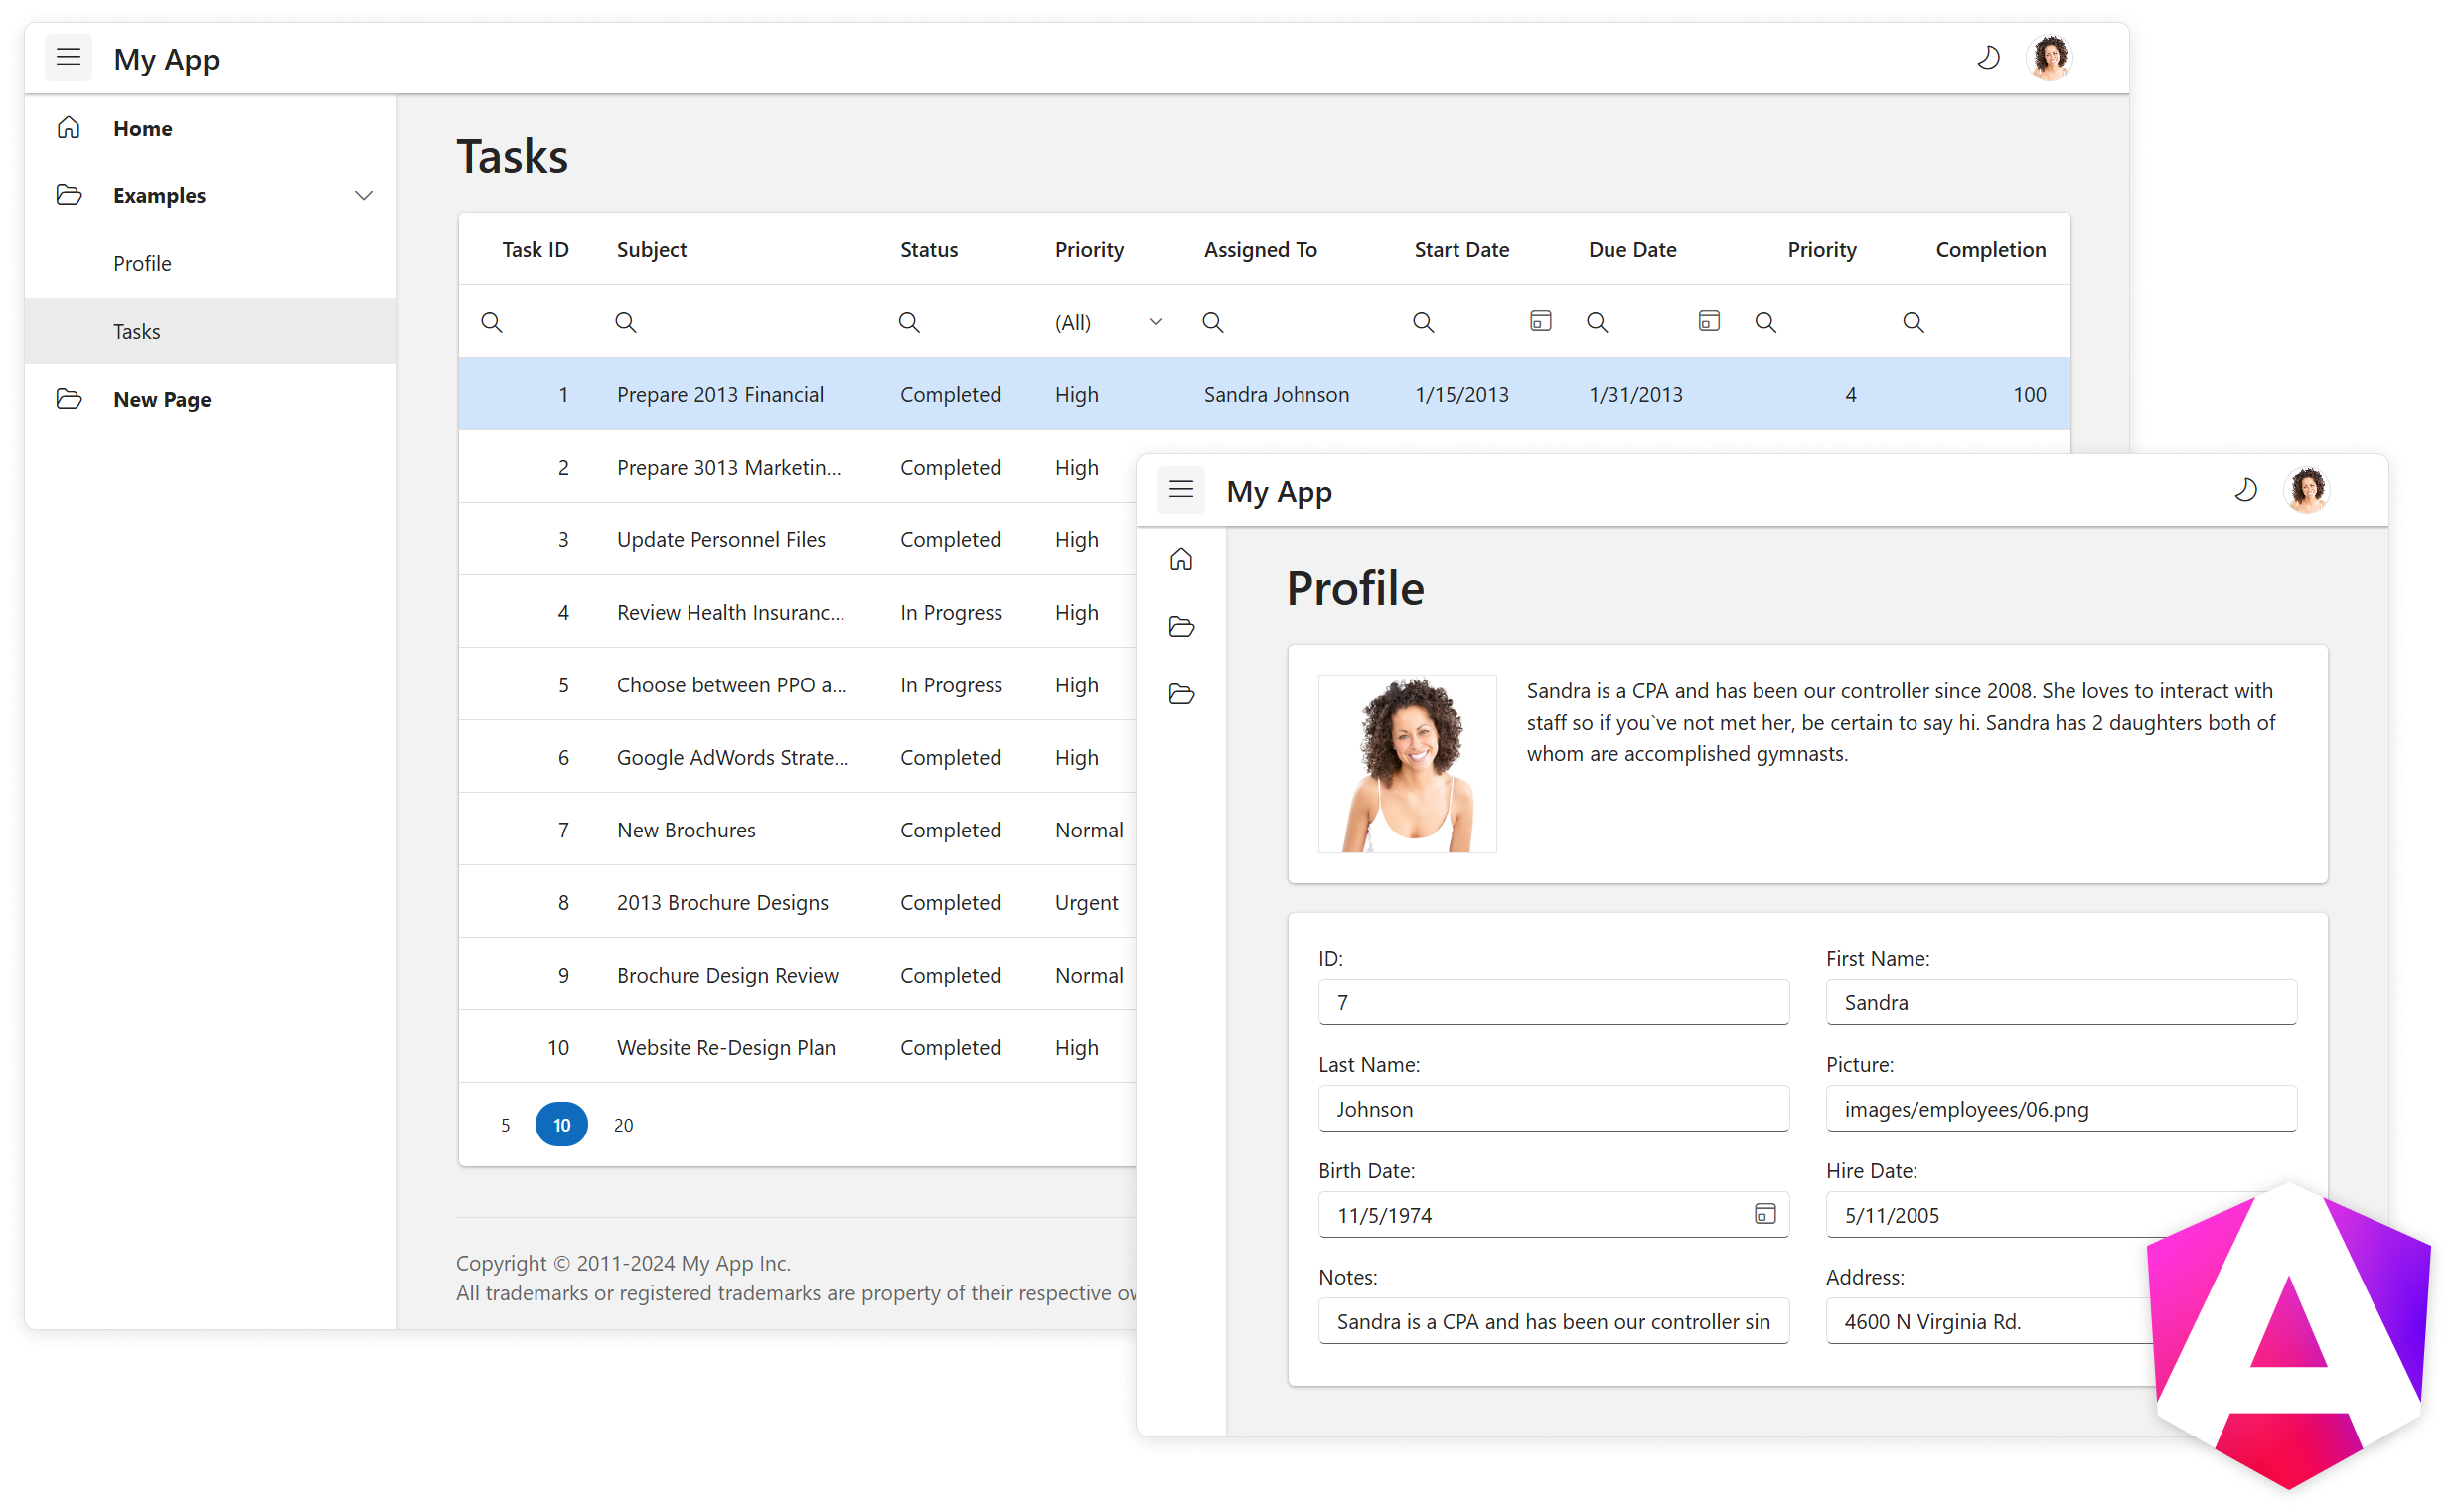 My App
Home
Examples
Profile
Tasks
New Page
Tasks
Task ID Subject Status Priority Assigned To Start Date Due Date Priority Completion
(All)
1 Prepare 2013 Financial Completed High Sandra Johnson 1/15/2013 1/31/2013 4 100
2 Prepare 3013 Marketin... Completed High
3 Update Personnel Files Completed High
4 Review Health Insuranc... In Progress High
5 Choose between PPO a... In Progress High
6 Google AdWords Strate... Completed High
7 New Brochures Completed Normal
8 2013 Brochure Designs Completed Urgent
9 Brochure Design Review Completed Normal
10 Website Re-Design Plan Completed High
5 10 20
Copyright © 2011-2024 My App Inc.
All trademarks or registered trademarks are property of their respective
My App
Profile
Sandra is a CPA and has been our controller since 2008. She loves to interact with
staff so if you`ve not met her, be certain to say hi. Sandra has 2 daughters both of
whom are accomplished gymnasts.
ID: First Name:
7 Sandra
Last Name: Picture:
Johnson images/employees/06.png
Birth Date: Hire Date:
11/5/1974 5/11/2005
Notes: Address:
Sandra is a CPA and has been our controller sin 4600 N Virginia Rd.